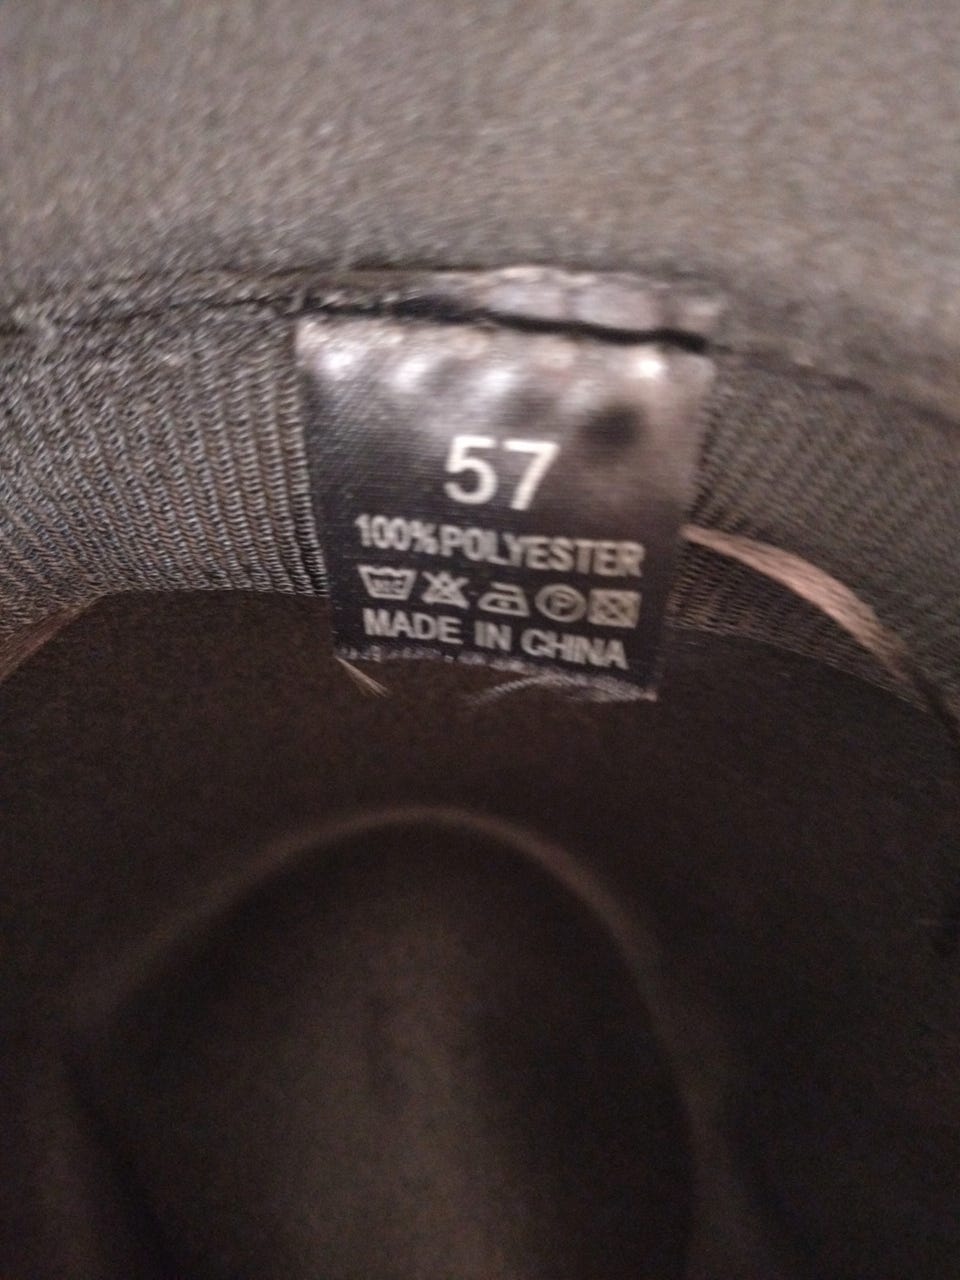 57
100% POLYESTER
P
MADE IN CHINA